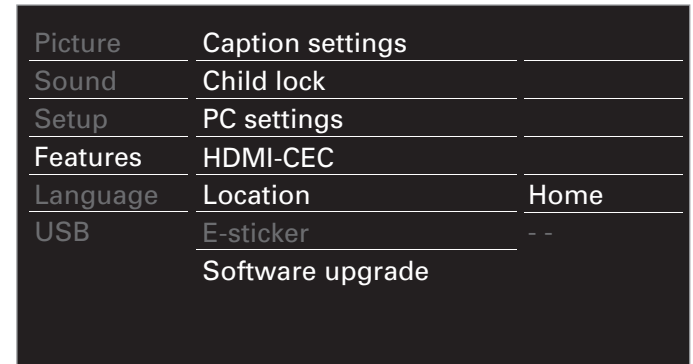 Picture Caption settings
Sound Child lock
Setup PC settings
Features HDMI-CEC
Language Location Home
USB E-sticker - -
Software upgrade